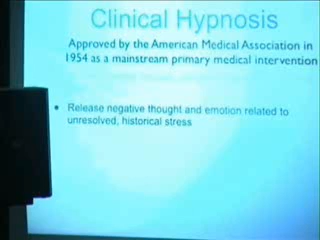 Clinical Hypnosis
Approved by the American Medical Association in
1954 as a mainstream primary medical intervention
• Release negative thought and emotion related to
unresolved, historical stress